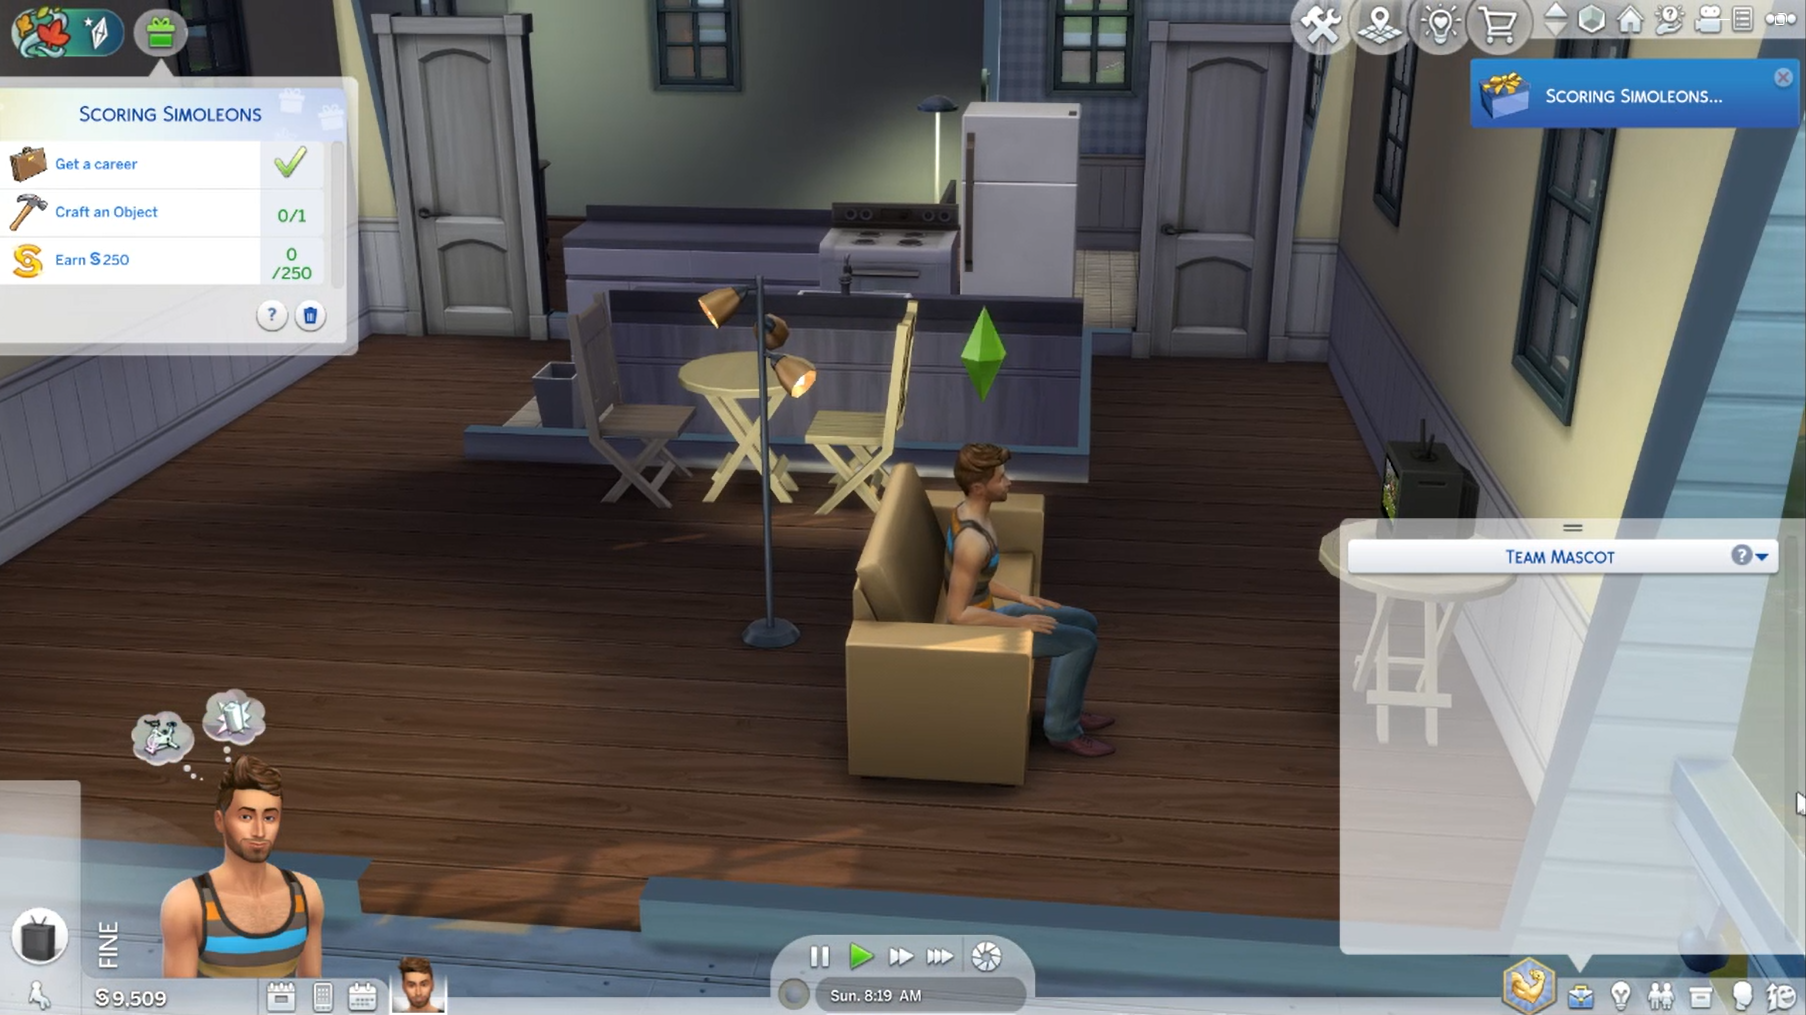 SCORING SIMOLEONS
Get a career
Craft an Object
0/1
Earn §250
0
/250
SCORING SIMOLEONS...
TEAM MASCOT
FINE
§9,509
Sun. 8:19 AM